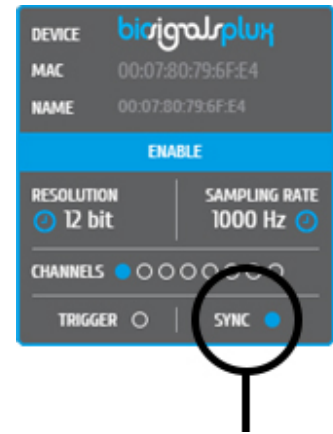 DEVICE biosignalsplux
MAC 00:07:80:79:6F:E4
NAME 00:07:80:79:6F:E4
ENABLE
RESOLUTION SAMPLING RATE
12 bit 1000 Hz
CHANNELS
TRIGGER SYNC